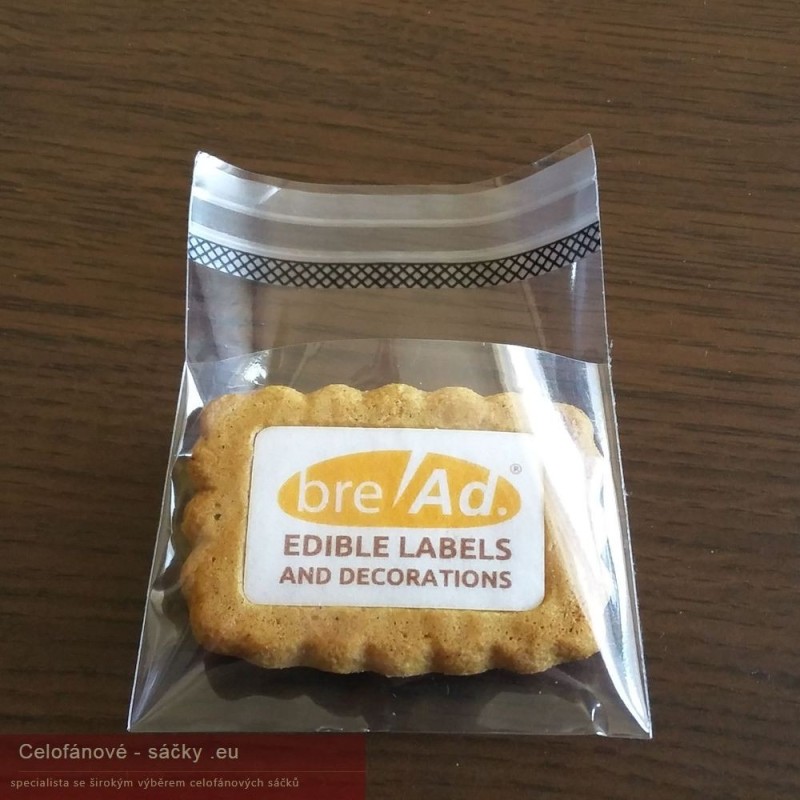 bre/Ad.®
EDIBLE LABELS
AND DECORATIONS
Celofánové - sáčky .eu
specialista se širokým výběrem celofánových sáčků